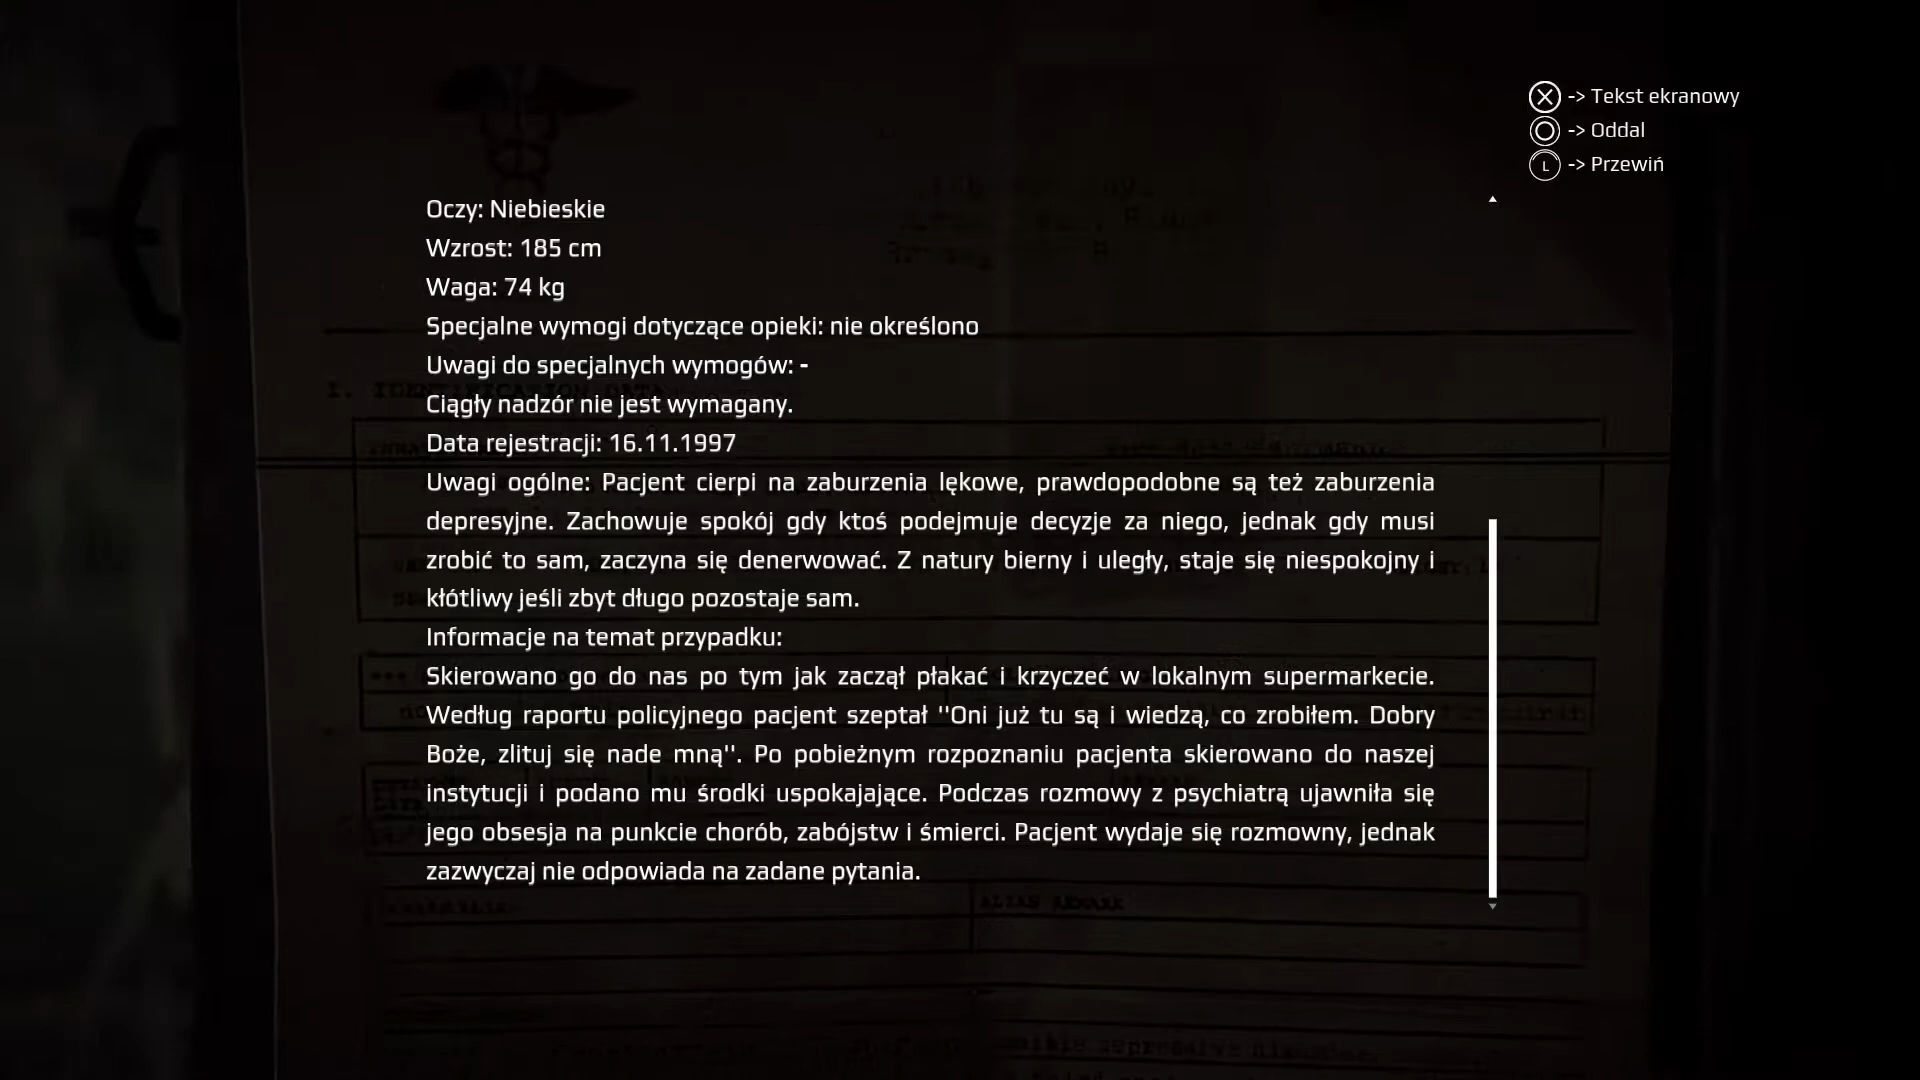 -> Tekst ekranowy
-> Oddal
L -> Przewiń
Oczy: Niebieskie
Wzrost: 185 cm
Waga: 74 kg
Specjalne wymogi dotyczące opieki: nie określono
Uwagi do specjalnych wymogów: -
I. IDENTIFICATION DATA
Ciągły nadzór nie jest wymagany.
Data rejestracji: 16.11.1997
Uwagi ogólne: Pacjent cierpi na zaburzenia lękowe, prawdopodobne są też zaburzenia
depresyjne. Zachowuje spokój gdy ktoś podejmuje decyzje za niego, jednak gdy musi
zrobić to sam, zaczyna się denerwować. Z natury bierny i uległy, staje się niespokojny i
kłótliwy jeśli zbyt długo pozostaje sam.
Informacje na temat przypadku:
Skierowano go do nas po tym jak zaczął płakać i krzyczeć w lokalnym supermarkecie.
Według raportu policyjnego pacjent szeptał ''Oni już tu są i wiedzą, co zrobiłem. Dobry
Boże, zlituj się nade mną''. Po pobieżnym rozpoznaniu pacjenta skierowano do naszej
instytucji i podano mu środki uspokajające. Podczas rozmowy z psychiatrą ujawniła się
jego obsesja na punkcie chorób, zabójstw i śmierci. Pacjent wydaje się rozmowny, jednak
zazwyczaj nie odpowiada na zadane pytania.